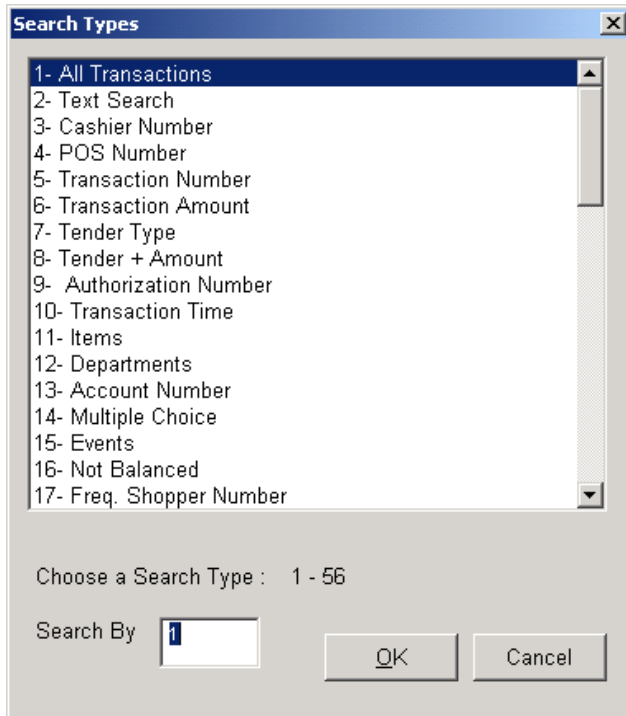 Search Types
1- All Transactions
2- Text Search
3- Cashier Number
4- POS Number
5- Transaction Number
6- Transaction Amount
7- Tender Type
8- Tender + Amount
9-  Authorization Number
10- Transaction Time
11- Items
12- Departments
13- Account Number
14- Multiple Choice
15- Events
16- Not Balanced
17- Freq. Shopper Number
Choose a Search Type :   1 - 56
Search By 1
OK Cancel